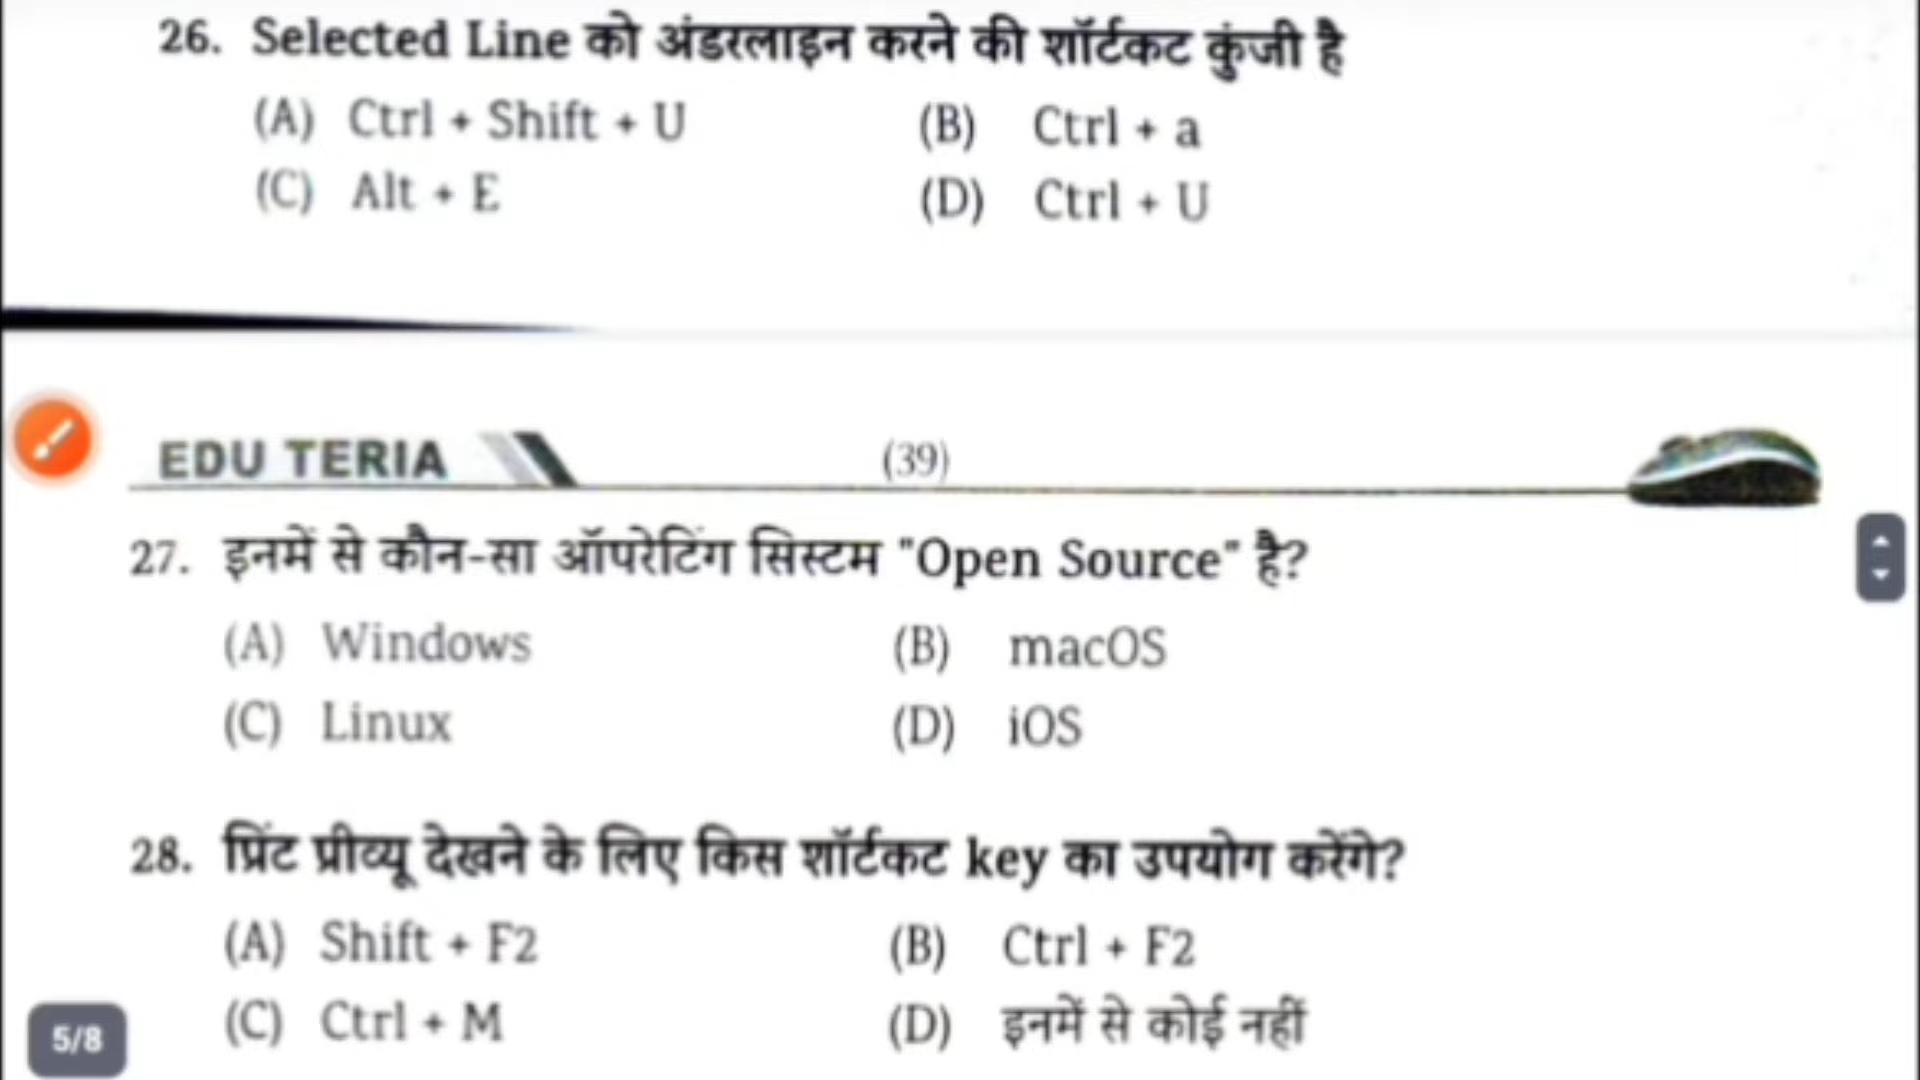 26. Selected Line को अंडरलाइन करने की शॉर्टकट कुंजी है
(A) Ctrl + Shift + U (B) Ctrl + a
(C) Alt + E (D) Ctrl + U
EDU TERIA (39)
27. इनमें से कौन-सा ऑपरेटिंग सिस्टम "Open Source" है?
(A) Windows (B) macOS
(C) Linux (D) iOS
28. प्रिंट प्रीव्यू देखने के लिए किस शॉर्टकट key का उपयोग करेंगे?
(A) Shift + F2 (B) Ctrl + F2
(C) Ctrl + M (D) इनमें से कोई नहीं
5/8